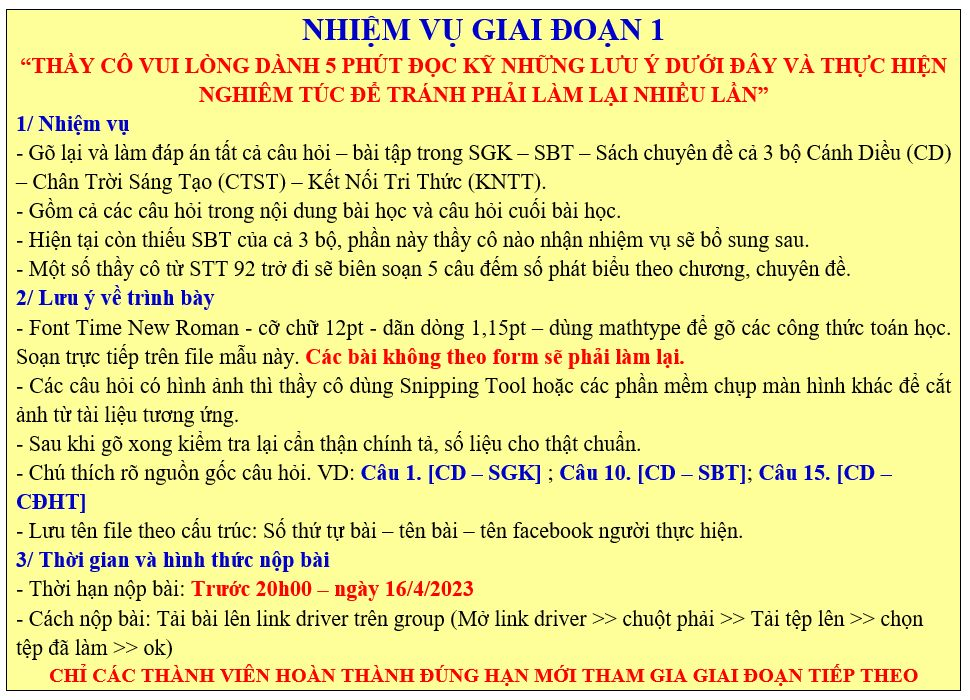 NHIỆM VỤ GIAI ĐOẠN 1
“THẦY CÔ VUI LÒNG DÀNH 5 PHÚT ĐỌC KỸ NHỮNG LƯU Ý DƯỚI ĐÂY VÀ THỰC HIỆN
NGHIÊM TÚC ĐỂ TRÁNH PHẢI LÀM LẠI NHIỀU LẦN”
1/ Nhiệm vụ
- Gõ lại và làm đáp án tất cả câu hỏi – bài tập trong SGK – SBT – Sách chuyên đề cả 3 bộ Cánh Diều (CD)
– Chân Trời Sáng Tạo (CTST) – Kết Nối Tri Thức (KNTT).
- Gồm cả các câu hỏi trong nội dung bài học và câu hỏi cuối bài học.
- Hiện tại còn thiếu SBT của cả 3 bộ, phần này thầy cô nào nhận nhiệm vụ sẽ bổ sung sau.
- Một số thầy cô từ STT 92 trở đi sẽ biên soạn 5 câu đếm số phát biểu theo chương, chuyên đề.
2/ Lưu ý về trình bày
- Font Time New Roman - cỡ chữ 12pt - dãn dòng 1,15pt – dùng mathtype để gõ các công thức toán học.
Soạn trực tiếp trên file mẫu này. Các bài không theo form sẽ phải làm lại.
- Các câu hỏi có hình ảnh thì thầy cô dùng Snipping Tool hoặc các phần mềm chụp màn hình khác để cắt
ảnh từ tài liệu tương ứng.
- Sau khi gõ xong kiểm tra lại cẩn thận chính tả, số liệu cho thật chuẩn.
- Chú thích rõ nguồn gốc câu hỏi. VD: Câu 1. [CD – SGK] ; Câu 10. [CD – SBT]; Câu 15. [CD –
CĐHT]
- Lưu tên file theo cấu trúc: Số thứ tự bài – tên bài – tên facebook người thực hiện.
3/ Thời gian và hình thức nộp bài
- Thời hạn nộp bài: Trước 20h00 – ngày 16/4/2023
- Cách nộp bài: Tải bài lên link driver trên group (Mở link driver >> chuột phải >> Tải tệp lên >> chọn
tệp đã làm >> ok)
CHỈ CÁC THÀNH VIÊN HOÀN THÀNH ĐÚNG HẠN MỚI THAM GIA GIAI ĐOẠN TIẾP THEO